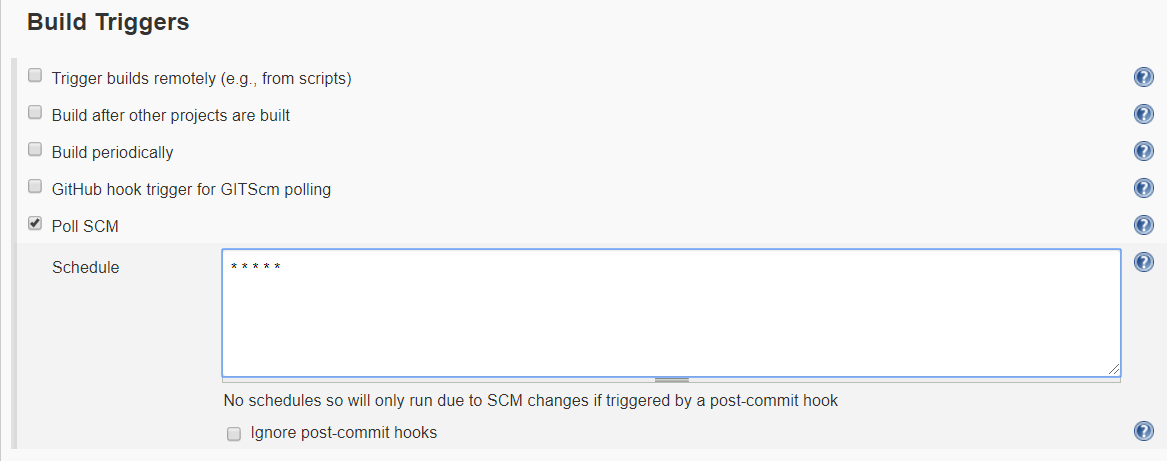 Build Triggers
Trigger builds remotely (e.g., from scripts)
Build after other projects are built
Build periodically
GitHub hook trigger for GITScm polling
Poll SCM
Schedule
* * * * *
No schedules so will only run due to SCM changes if triggered by a post-commit hook
Ignore post-commit hooks